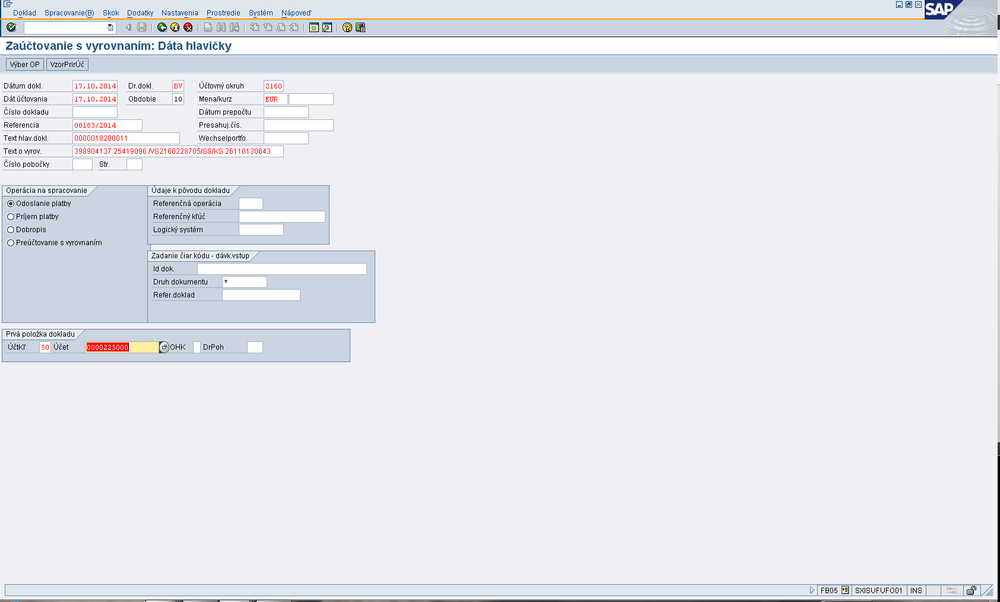 Doklad Spracovanie(B) Skok Dodatky Nastavenia Prostredie Systém Nápoveď
SAP
Zaúčtovanie s vyrovnaním: Dáta hlavičky
Výber OP VzorPrirÚč
Dátum dokl. 17.10.2014 Dr.dokl. BV Účtovný okruh 2160
Dát.účtovania 17.10.2014 Obdobie 10 Mena/kurz EUR
Číslo dokladu Dátum prepočtu
Referencia 00183/2014 Presahuj.čís.
Text hlav.dokl. 0000018200011 Wechselportfo.
Text o vyrov. 398904137 25419096 /VS2160228705/SS/KS 26110130643
Číslo pobočky Str.
Operácia na spracovanie Údaje k pôvodu dokladu
Odoslanie platby Referenčná operácia
Príjem platby Referenčný kľúč
Dobropis Logický systém
Preúčtovanie s vyrovnaním
Zadanie čiar.kódu - dávk.vstup
Id dok.
Druh dokumentu *
Refer.doklad
Prvá položka dokladu
ÚčtKľ 50 Účet 0000225000 OHK DrPoh
FB05 SXISUFUFO01 INS